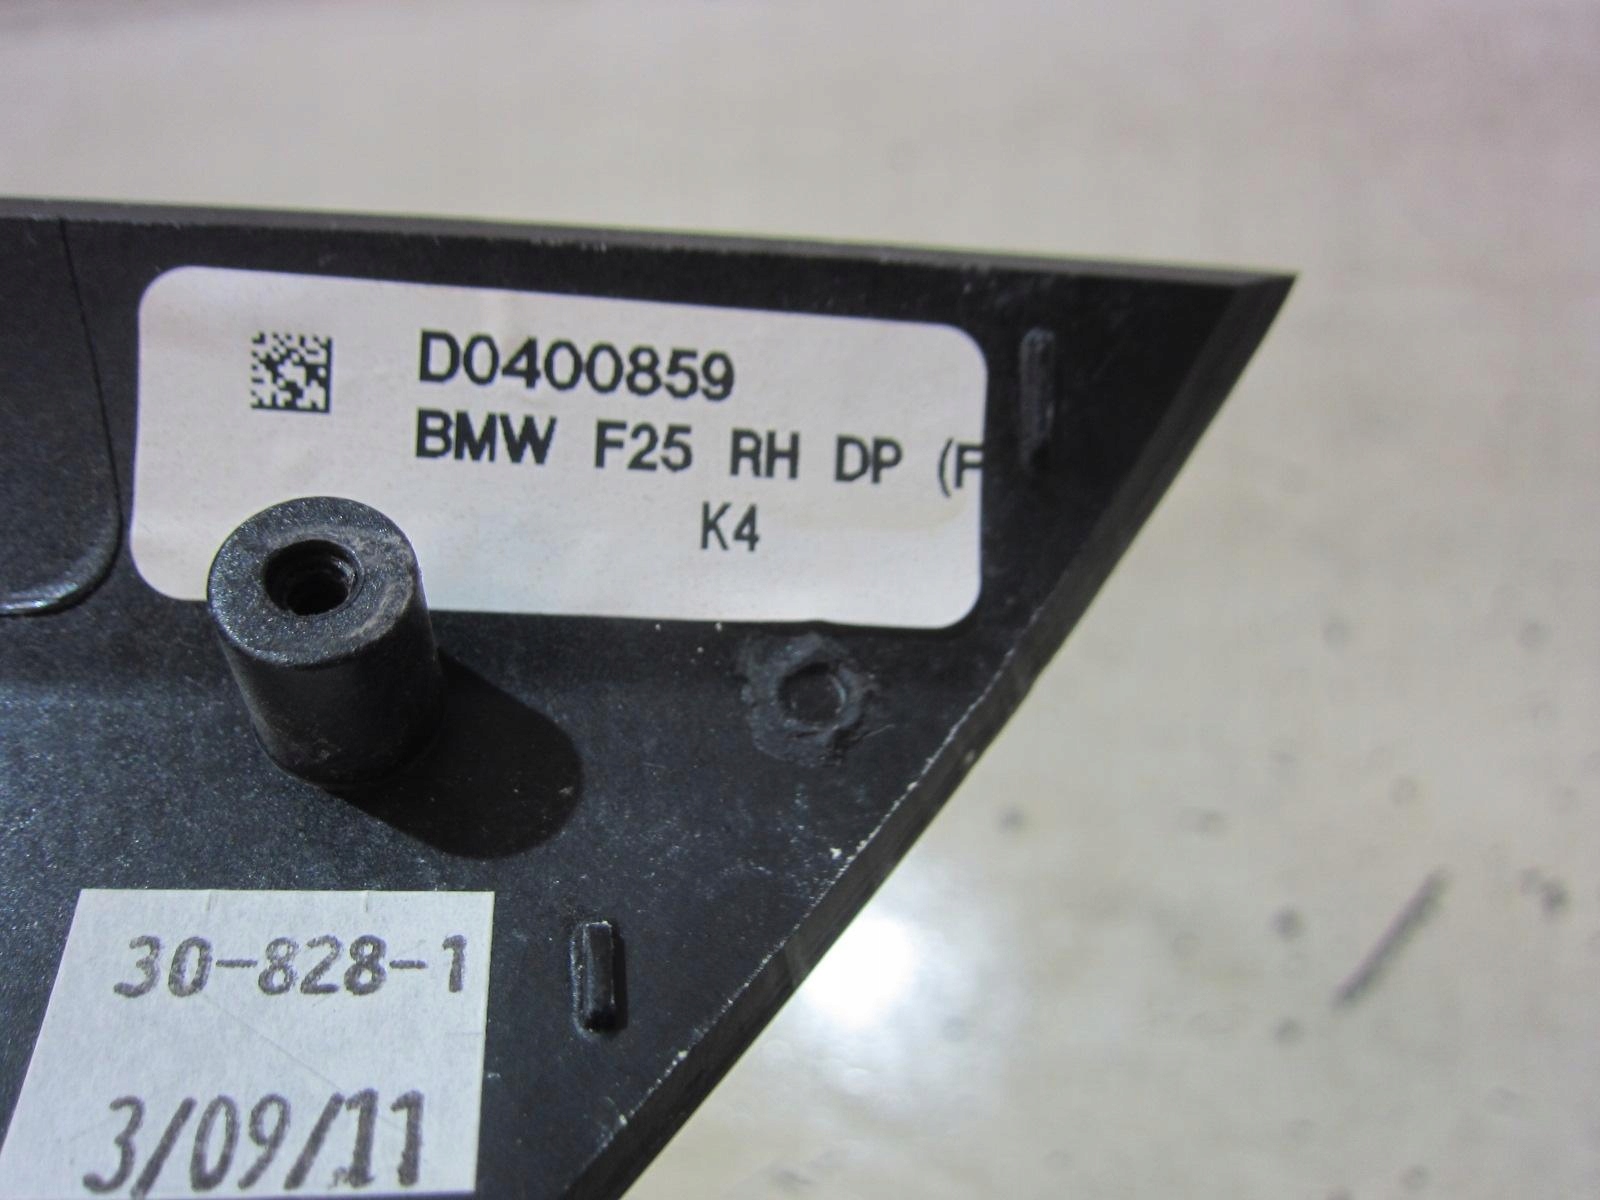 D0400859
BMW F25 RH DP (F
K4
30-828-1
3/09/11